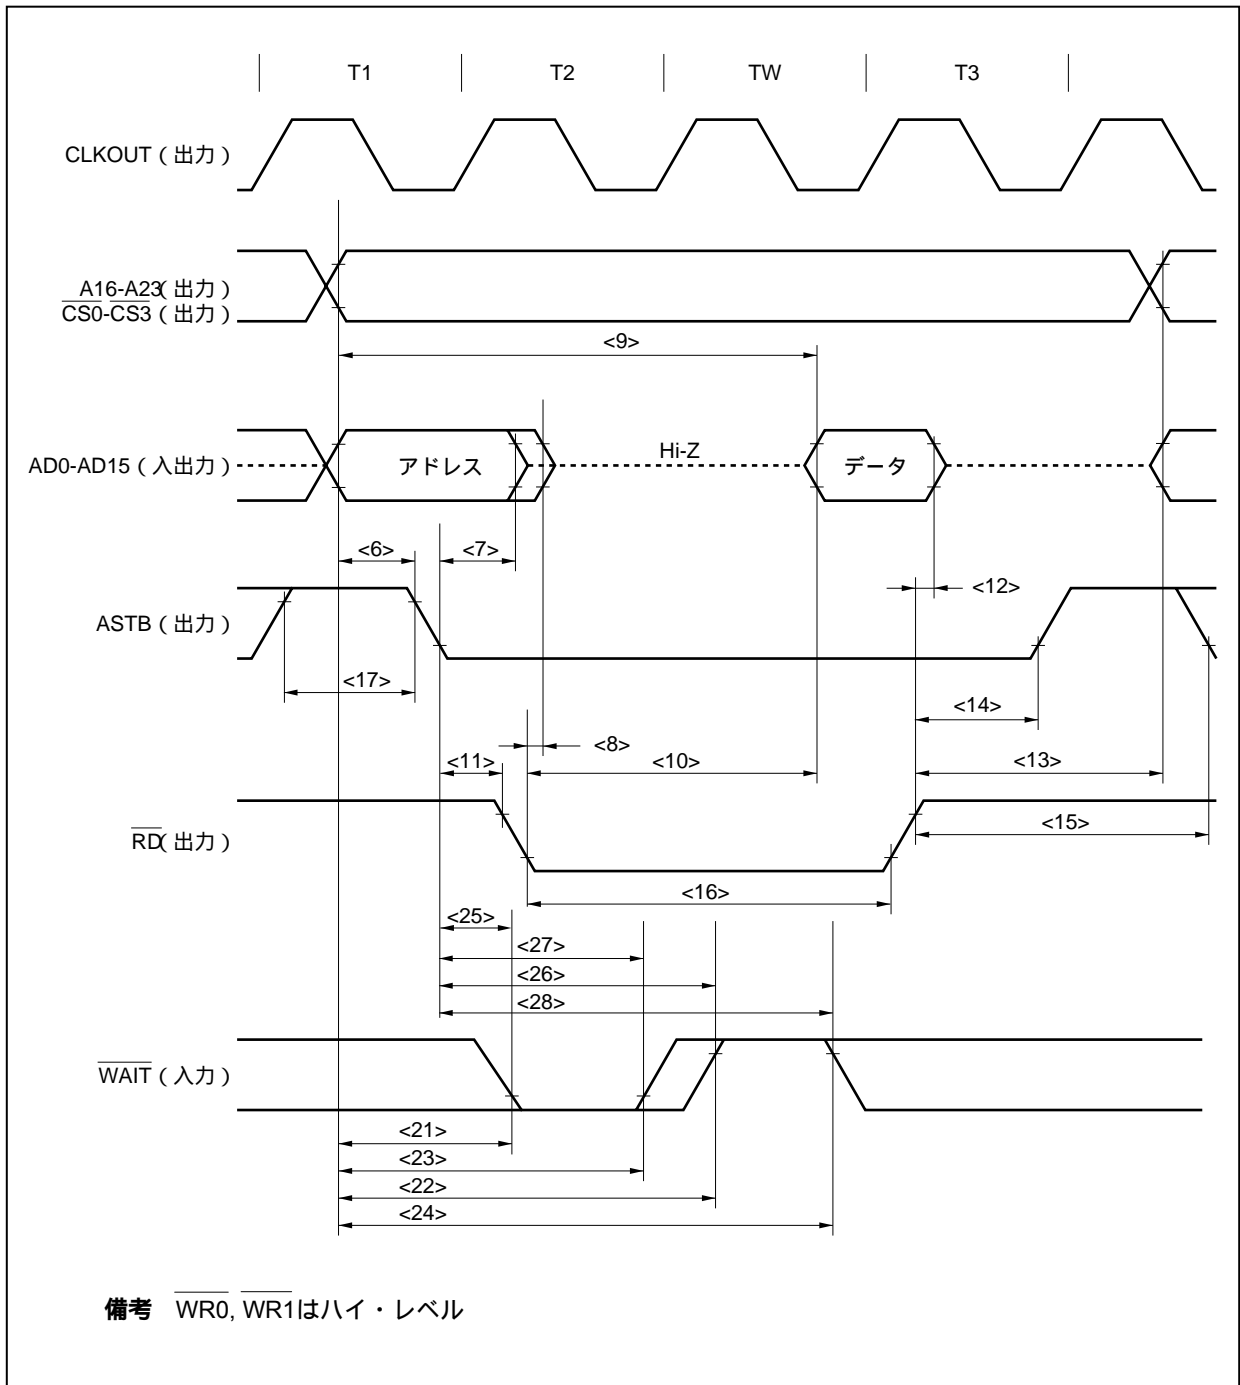 T1 T2 TW T3
CLKOUT（出力）
A16-A23（出力）
CS0-CS3（出力）
<9>
AD0-AD15（入出力）
アドレス
Hi-Z
データ
<6>
<7>
<12>
ASTB（出力）
<17>
<14>
<8>
<11>
<10>
<13>
<15>
RD（出力）
<16>
<25>
<27>
<26>
<28>
WAIT（入力）
<21>
<23>
<22>
<24>
備考 WR0, WR1はハイ・レベル